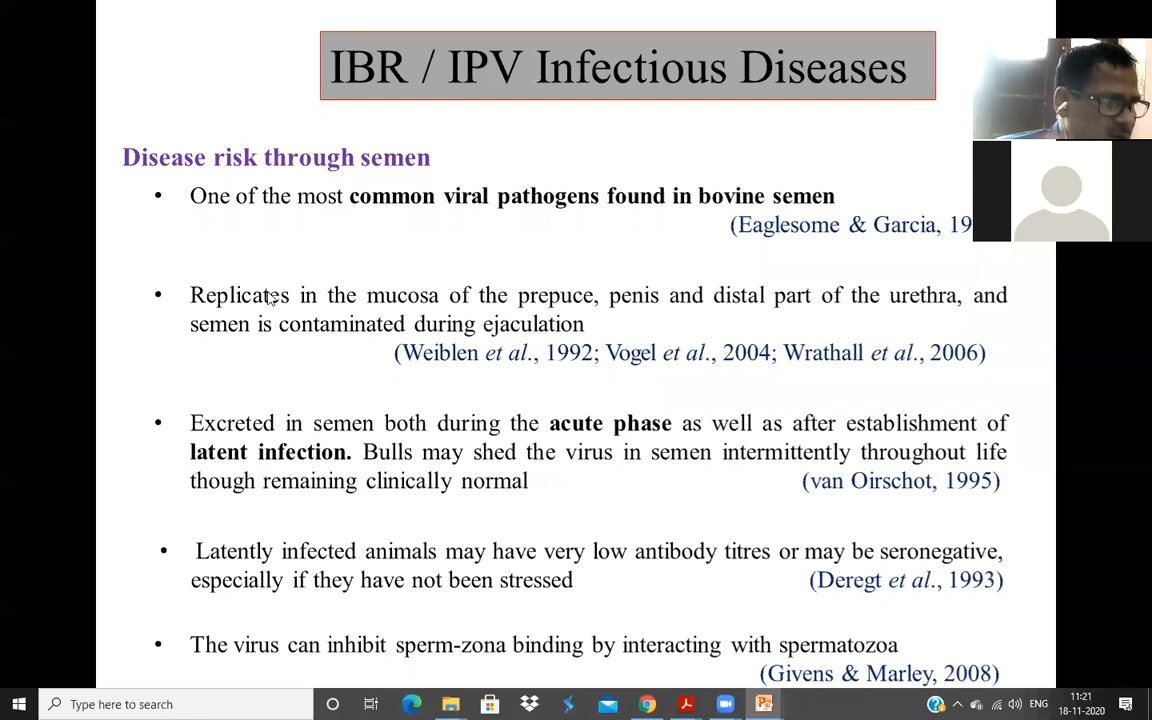 IBR / IPV Infectious Diseases
Disease risk through semen
• One of the most common viral pathogens found in bovine semen
(Eaglesome & Garcia, 19
• Replicates in the mucosa of the prepuce, penis and distal part of the urethra, and
semen is contaminated during ejaculation
(Weiblen et al., 1992; Vogel et al., 2004; Wrathall et al., 2006)
• Excreted in semen both during the acute phase as well as after establishment of
latent infection. Bulls may shed the virus in semen intermittently throughout life
though remaining clinically normal (van Oirschot, 1995)
• Latently infected animals may have very low antibody titres or may be seronegative,
especially if they have not been stressed (Deregt et al., 1993)
• The virus can inhibit sperm-zona binding by interacting with spermatozoa
(Givens & Marley, 2008)
Type here to search
ENG
11:21
18-11-2020